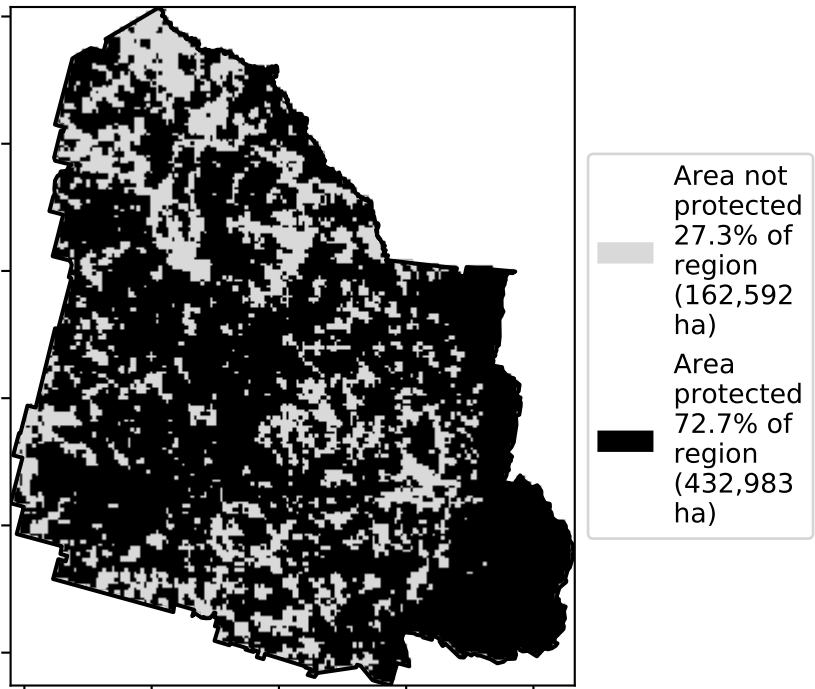 Area not
protected
27.3% of
region
(162,592
ha)
Area
protected
72.7% of
region
(432,983
ha)